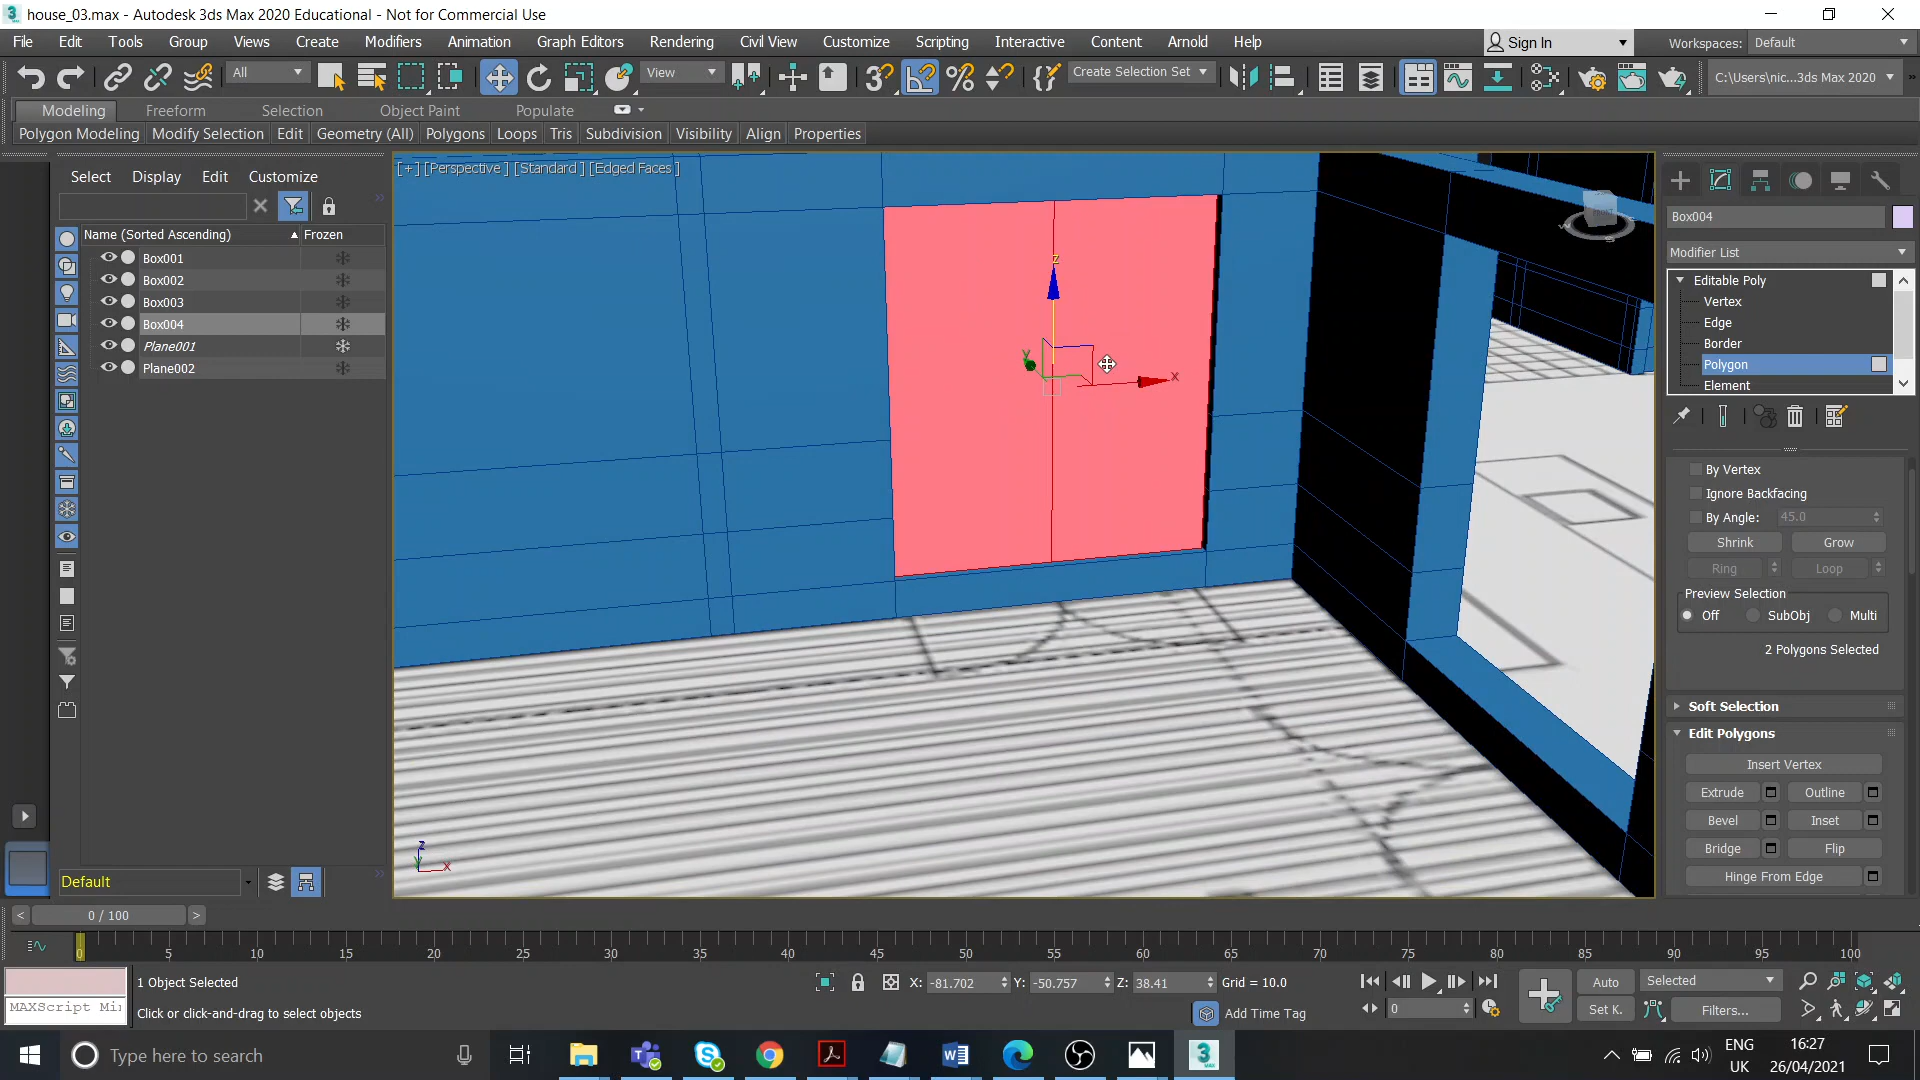 house_03.max - Autodesk 3ds Max 2020 Educational - Not for Commercial Use
File Edit Tools Group Views Create Modifiers Animation Graph Editors Rendering Civil View Customize Scripting Interactive Content Arnold Help
Sign In
Workspaces: Default
All
View
Create Selection Set
C:\Users\nic...3ds Max 2020
Modeling Freeform Selection Object Paint Populate
Polygon Modeling Modify Selection Edit Geometry (All) Polygons Loops Tris Subdivision Visibility Align Properties
Select Display Edit Customize
Name (Sorted Ascending) Frozen
Box001
Box002
Box003
Box004
Plane001
Plane002
Default
[+] [Perspective ] [Standard ] [Edged Faces ]
z
y
x
FRONT
W
S
z
y
x
Box004
Modifier List
Editable Poly
Vertex
Edge
Border
Polygon
Element
By Vertex
Ignore Backfacing
By Angle: 45.0
Shrink Grow
Ring Loop
Preview Selection
Off SubObj Multi
2 Polygons Selected
Soft Selection
Edit Polygons
Insert Vertex
Extrude Outline
Bevel Inset
Bridge Flip
Hinge From Edge
< 0 / 100 >
0 5 10 15 20 25 30 35 40 45 50 55 60 65 70 75 80 85 90 95 100
1 Object Selected
X: -81.702 Y: -50.757 Z: 38.41 Grid = 10.0
Auto Selected
MAXScript Mi
Click or click-and-drag to select objects
Add Time Tag
0
Set K. Filters...
Type here to search
ENG
UK
16:27
26/04/2021